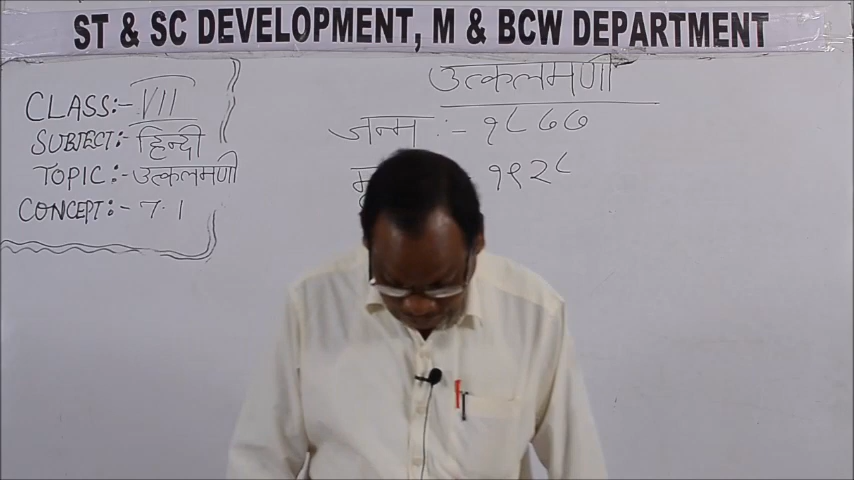 ST & SC DEVELOPMENT, M & BCW DEPARTMENT
CLASS:- VII
SUBJECT:- हिन्दी
TOPIC:- उत्कलमणी
CONCEPT:- 7.1
उत्कलमणी
जन्म :- १८७७
१९२८